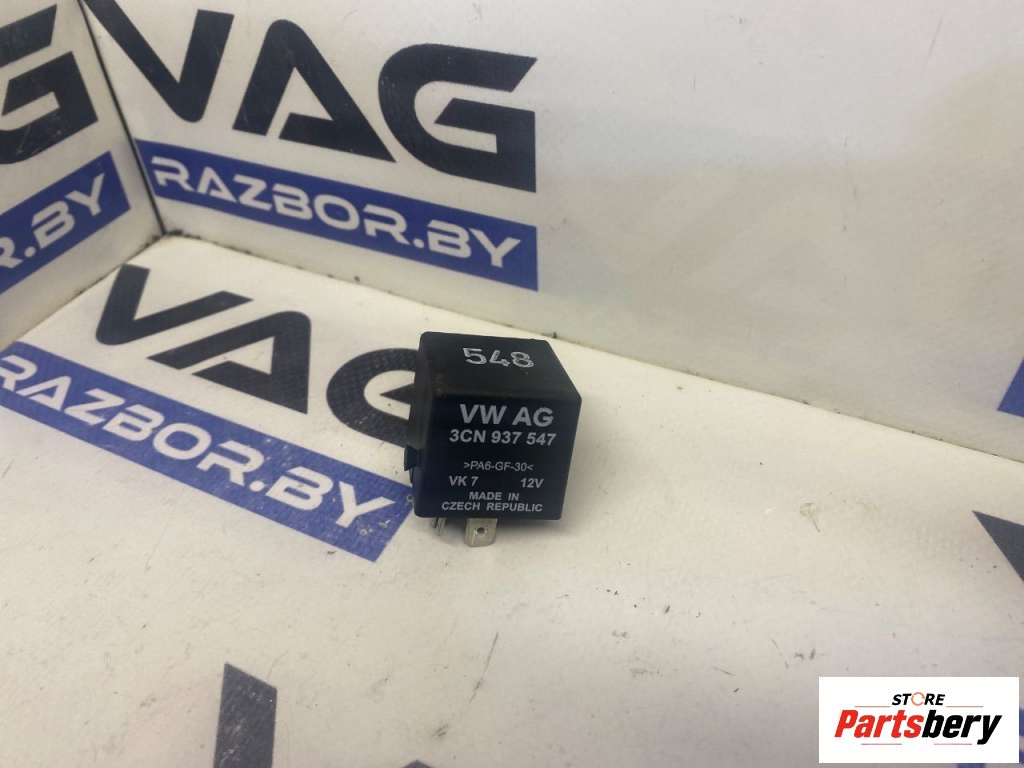 VAG
RAZBOR.BY
AG
R.BY
VAG
RAZBOR.BY
548
VW AG
3CN 937 547
>PA6-GF-30<
VK 7 12V
MADE IN
CZECH REPUBLIC
STORE
Partsbery